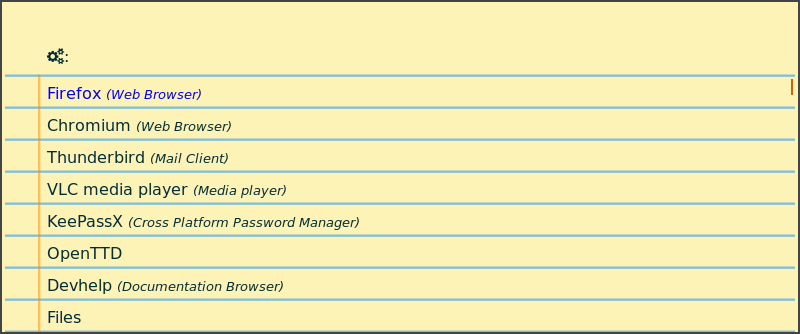 :
Firefox (Web Browser)
Chromium (Web Browser)
Thunderbird (Mail Client)
VLC media player (Media player)
KeePassX (Cross Platform Password Manager)
OpenTTD
Devhelp (Documentation Browser)
Files